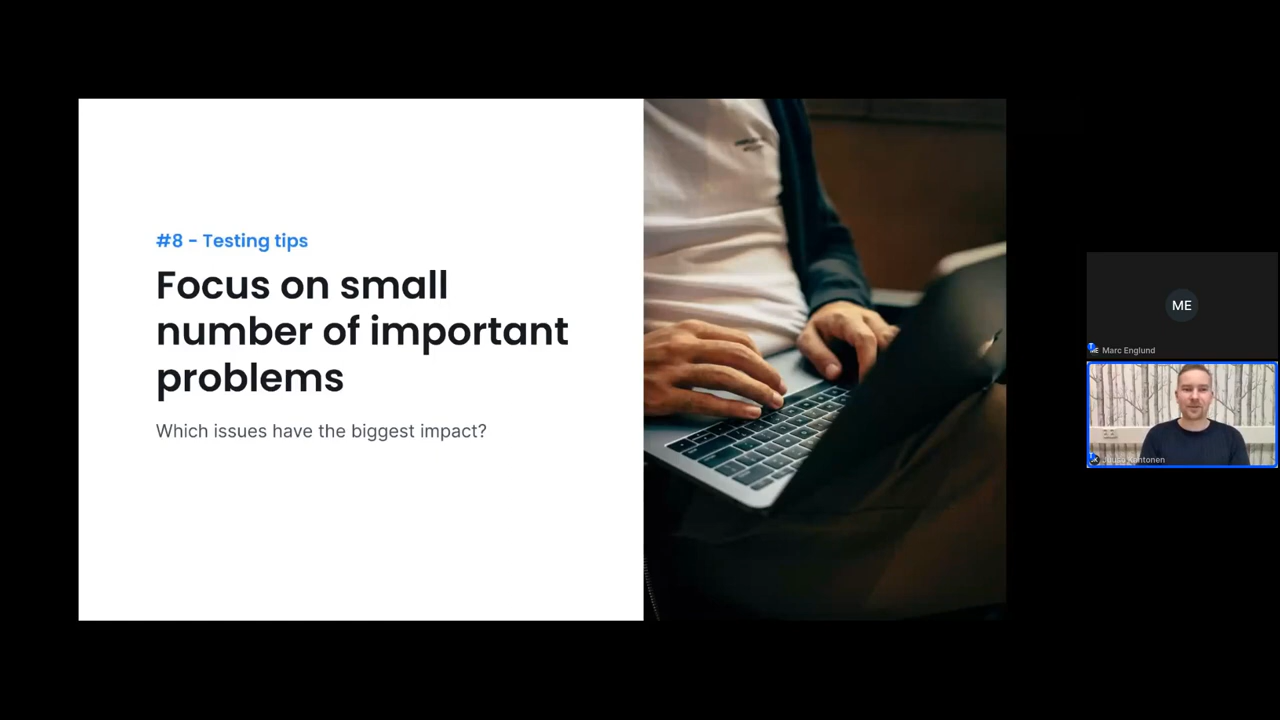 #8 - Testing tips
Focus on small
number of important
problems
Which issues have the biggest impact?
ME
Marc Englund